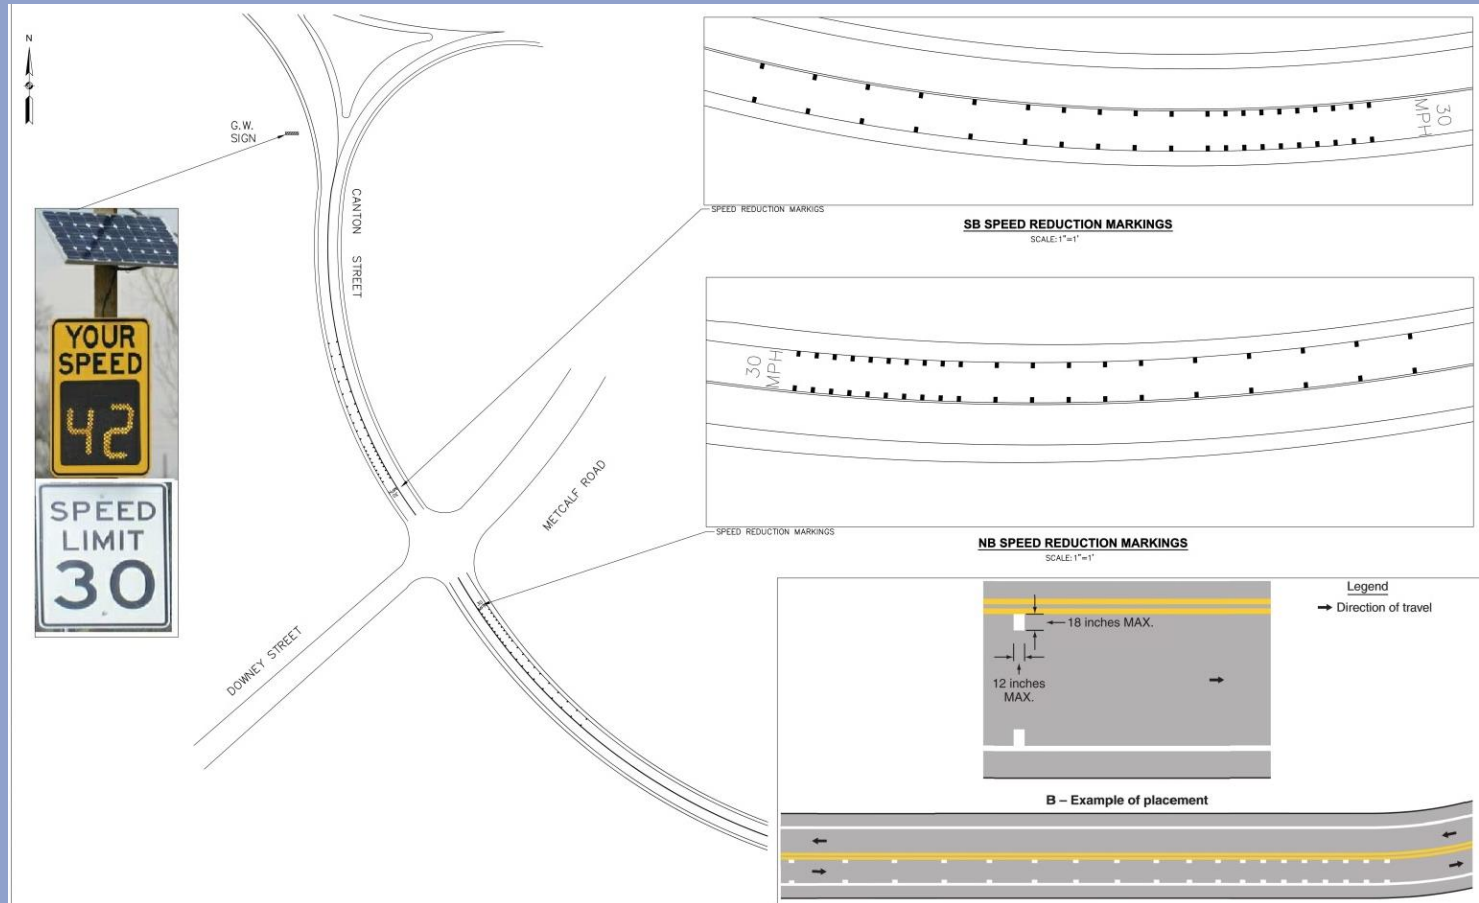 N
G.W.
SIGN
CANTON STREET
YOUR
SPEED
42
SPEED
LIMIT
30
METCALF ROAD
DOWNEY STREET
SPEED REDUCTION MARKIGS
30
MPH
SB SPEED REDUCTION MARKINGS
SCALE: 1"=1'
30
MPH
SPEED REDUCTION MARKINGS
NB SPEED REDUCTION MARKINGS
SCALE: 1"=1'
Legend
Direction of travel
18 inches MAX.
12 inches
MAX.
B – Example of placement